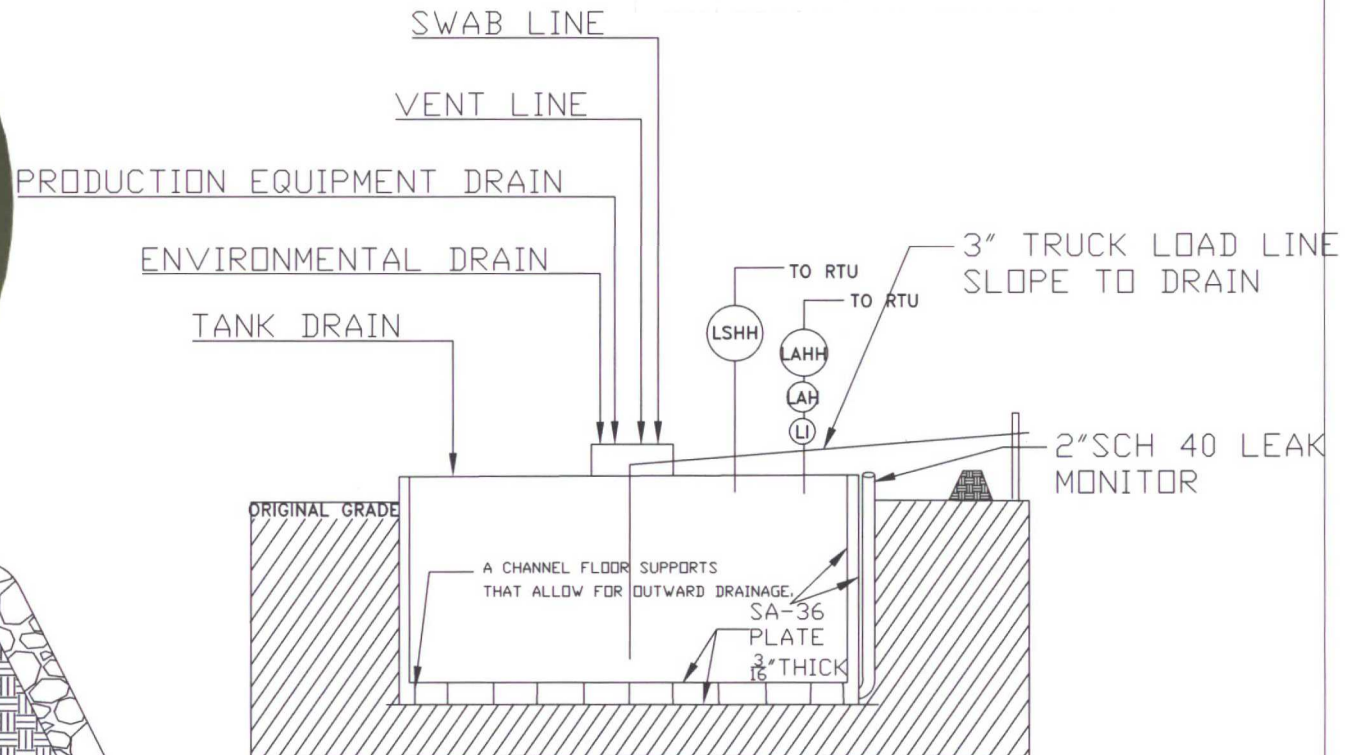 SWAB LINE
VENT LINE
PRODUCTION EQUIPMENT DRAIN
ENVIRONMENTAL DRAIN
TANK DRAIN
TO RTU
TO RTU
3" TRUCK LOAD LINE
SLOPE TO DRAIN
LSHH
LAHH
LAH
LI
2"SCH 40 LEAK
MONITOR
ORIGINAL GRADE
A CHANNEL FLOOR SUPPORTS
THAT ALLOW FOR OUTWARD DRAINAGE.
SA-36
PLATE
3/16"THICK